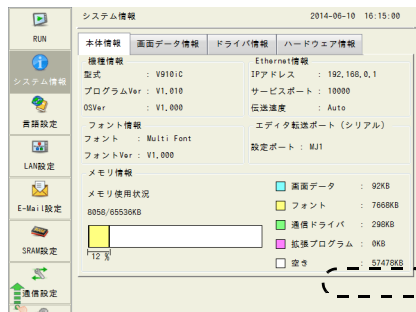 システム情報 2014-06-10 16:15:00
RUN
システム情報
言語設定
LAN設定
E-Mail設定
SRAM設定
通信設定
本体情報 画面データ情報 ドライバ情報 ハードウェア情報
機種情報
型式 : V910iC
プログラムVer : V1.010
OSVer : V1.000
Ethernet情報
IPアドレス : 192.168.0.1
サービスポート : 10000
伝送速度 : Auto
フォント情報
フォント : Multi Font
フォントVer : V1.000
エディタ転送ポート (シリアル)
設定ポート : MJ1
メモリ情報
メモリ使用状況
8058/65536KB
12 %
画面データ : 92KB
フォント : 7668KB
通信ドライバ : 298KB
拡張プログラム : 0KB
空き : 57478KB